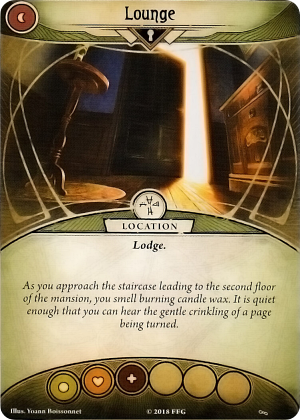 Lounge
LOCATION
Lodge.
As you approach the staircase leading to the second floor
of the mansion, you smell burning candle wax. It is quiet
enough that you can hear the gentle crinkling of a page
being turned.
Illus. Yoann Boissonnet © 2018 FFG